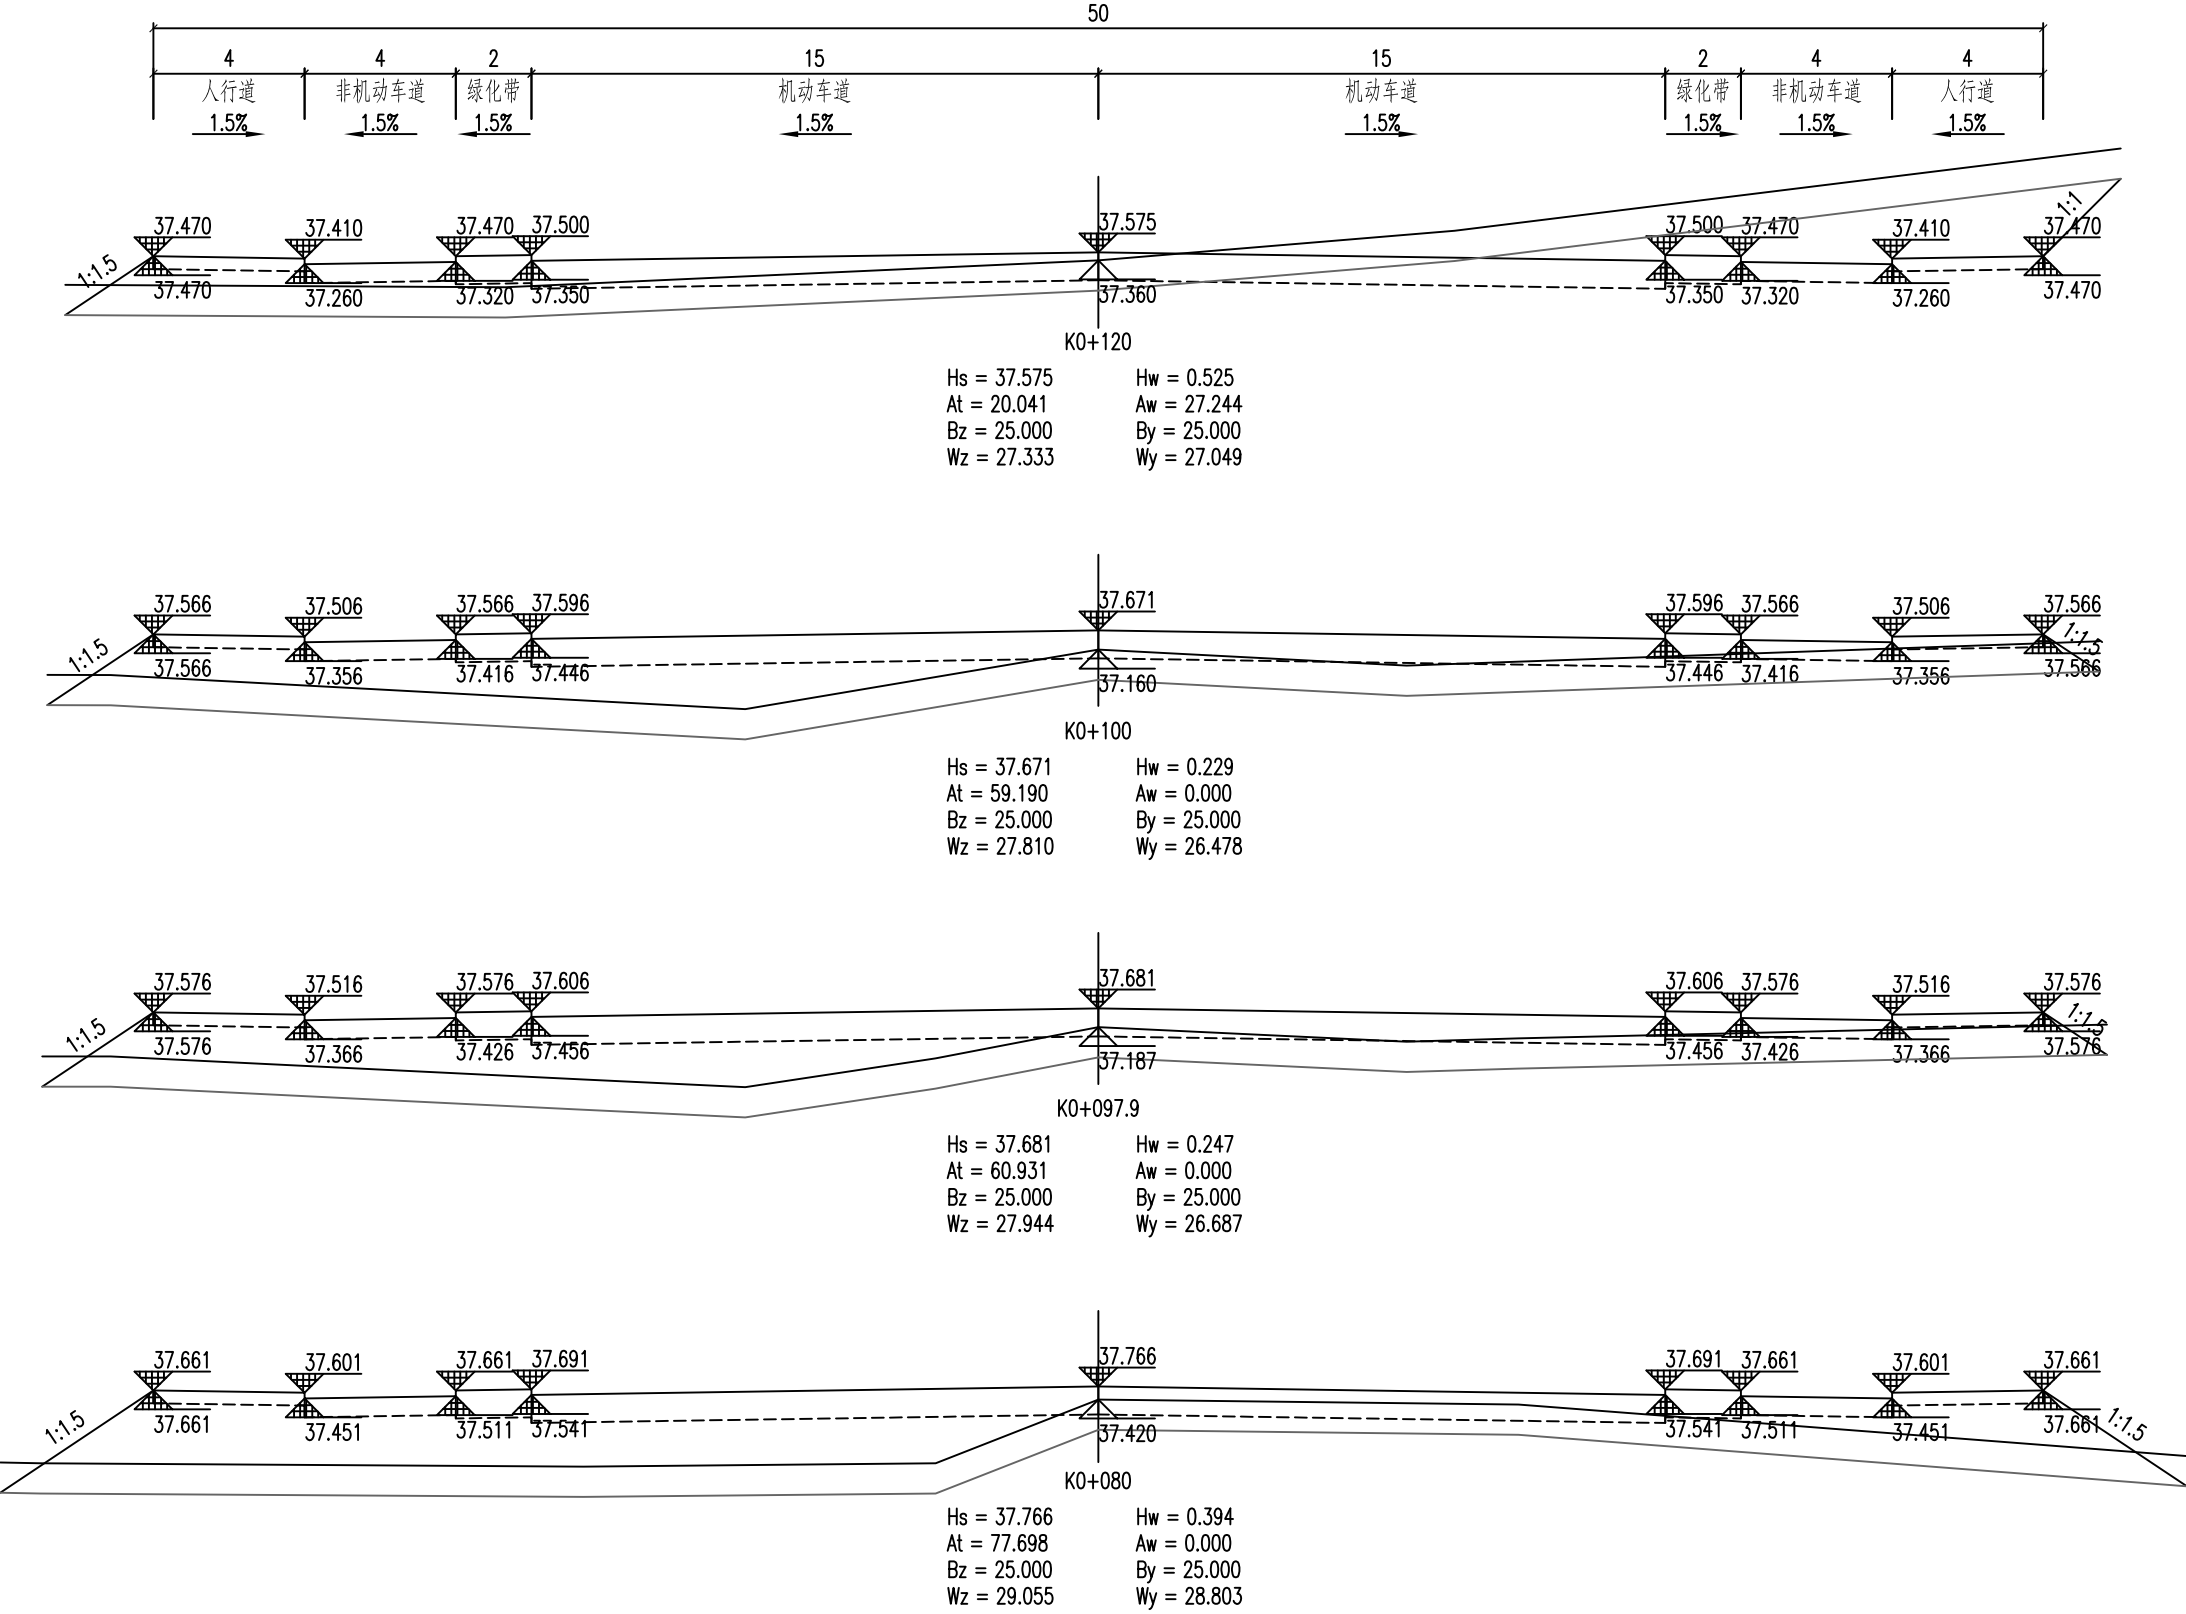 50
4 4 2 15 15 2 4 4
人行道 非机动车道 绿化带 机动车道 机动车道 绿化带 非机动车道 人行道
1.5% 1.5% 1.5% 1.5% 1.5% 1.5% 1.5% 1.5%
1:1
37.470 37.410 37.470 37.500 37.575 37.500 37.470 37.410 37.470
1:1.5
37.470 37.260 37.320 37.350 37.360 37.350 37.320 37.260 37.470
K0+120
Hs = 37.575 Hw = 0.525
At = 20.041 Aw = 27.244
Bz = 25.000 By = 25.000
Wz = 27.333 Wy = 27.049
37.566 37.506 37.566 37.596 37.671 37.596 37.566 37.506 37.566
1:1.5 1:1.5
37.566 37.356 37.416 37.446 37.160 37.446 37.416 37.356 37.566
K0+100
Hs = 37.671 Hw = 0.229
At = 59.190 Aw = 0.000
Bz = 25.000 By = 25.000
Wz = 27.810 Wy = 26.478
37.576 37.516 37.576 37.606 37.681 37.606 37.576 37.516 37.576
1:1.5 1:1.5
37.576 37.366 37.426 37.456 37.187 37.456 37.426 37.366 37.576
K0+097.9
Hs = 37.681 Hw = 0.247
At = 60.931 Aw = 0.000
Bz = 25.000 By = 25.000
Wz = 27.944 Wy = 26.687
37.661 37.601 37.661 37.691 37.766 37.691 37.661 37.601 37.661
1:1.5 1:1.5
37.661 37.451 37.511 37.541 37.420 37.541 37.511 37.451 37.661
K0+080
Hs = 37.766 Hw = 0.394
At = 77.698 Aw = 0.000
Bz = 25.000 By = 25.000
Wz = 29.055 Wy = 28.803